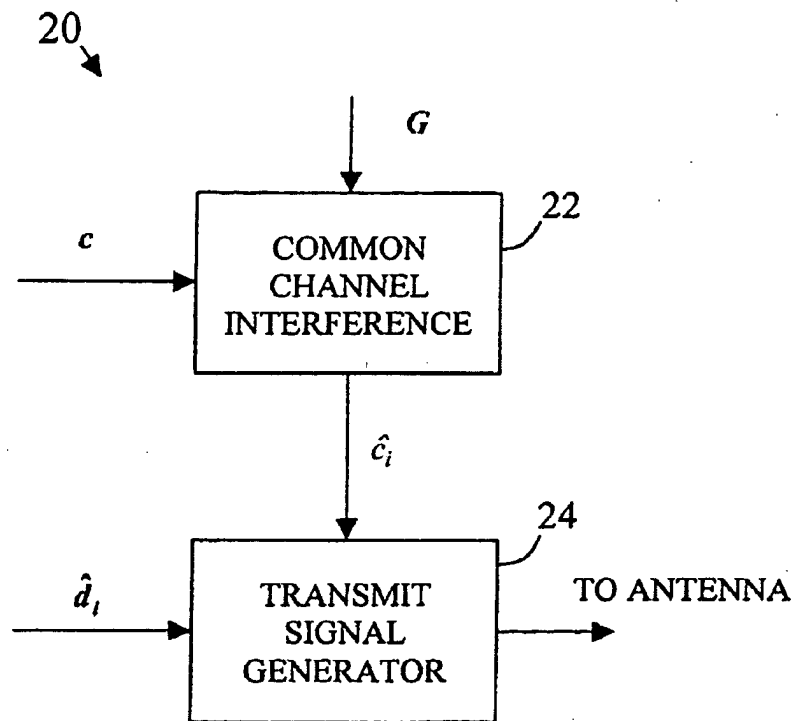 20
G
22
c
COMMON
CHANNEL
INTERFERENCE
ĉᵢ
24
d̂ᵢ
TO ANTENNA
TRANSMIT
SIGNAL
GENERATOR